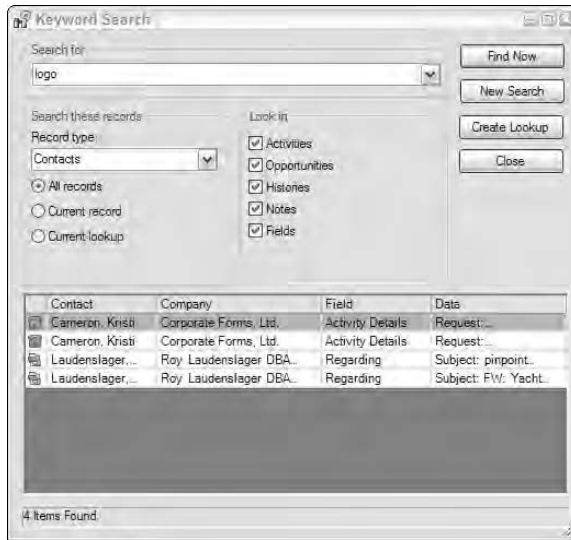 Keyword Search
Search for
logo
Find Now
New Search
Create Lookup
Close
Search these records
Record type
Contacts
All records
Current record
Current lookup
Look in
Activities
Opportunities
Histories
Notes
Fields
Contact Company Field Data
Cameron, Kristi Corporate Forms, Ltd. Activity Details Request:...
Cameron, Kristi Corporate Forms, Ltd. Activity Details Request:...
Laudenslager,... Roy Laudenslager DBA... Regarding Subject: pinpoint...
Laudenslager,... Roy Laudenslager DBA... Regarding Subject: FW: Yacht...
4 Items Found